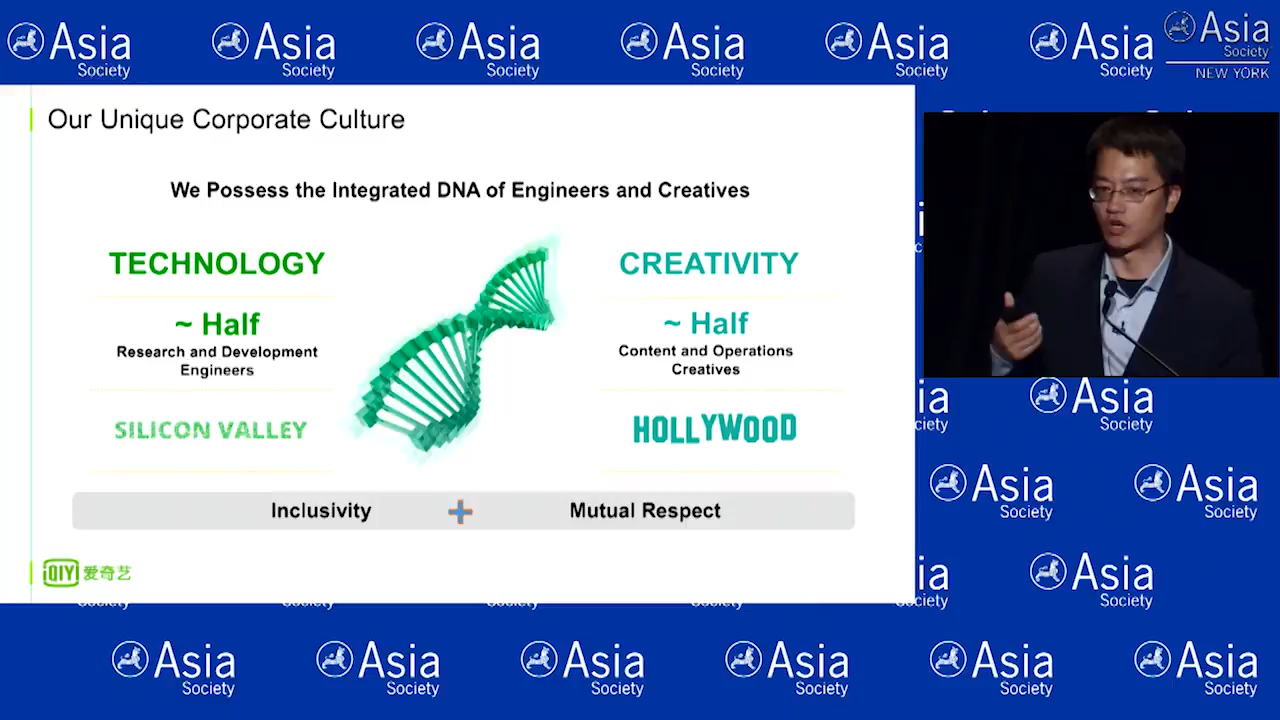 Asia
Society
Asia
Society
Asia
Society
Asia
Society
Asia
Society
Asia
Society
Asia
Society
NEW YORK
Our Unique Corporate Culture
We Possess the Integrated DNA of Engineers and Creatives
TECHNOLOGY
CREATIVITY
~ Half
~ Half
Research and Development
Engineers
Content and Operations
Creatives
SILICON VALLEY
HOLLYWOOD
Inclusivity
Mutual Respect
QIY 爱奇艺
Asia
Society
Asia
Society
Asia
Society
Asia
Society
Asia
Society
Asia
Society
Asia
Society
Asia
Society
Asia
Society
Asia
Society